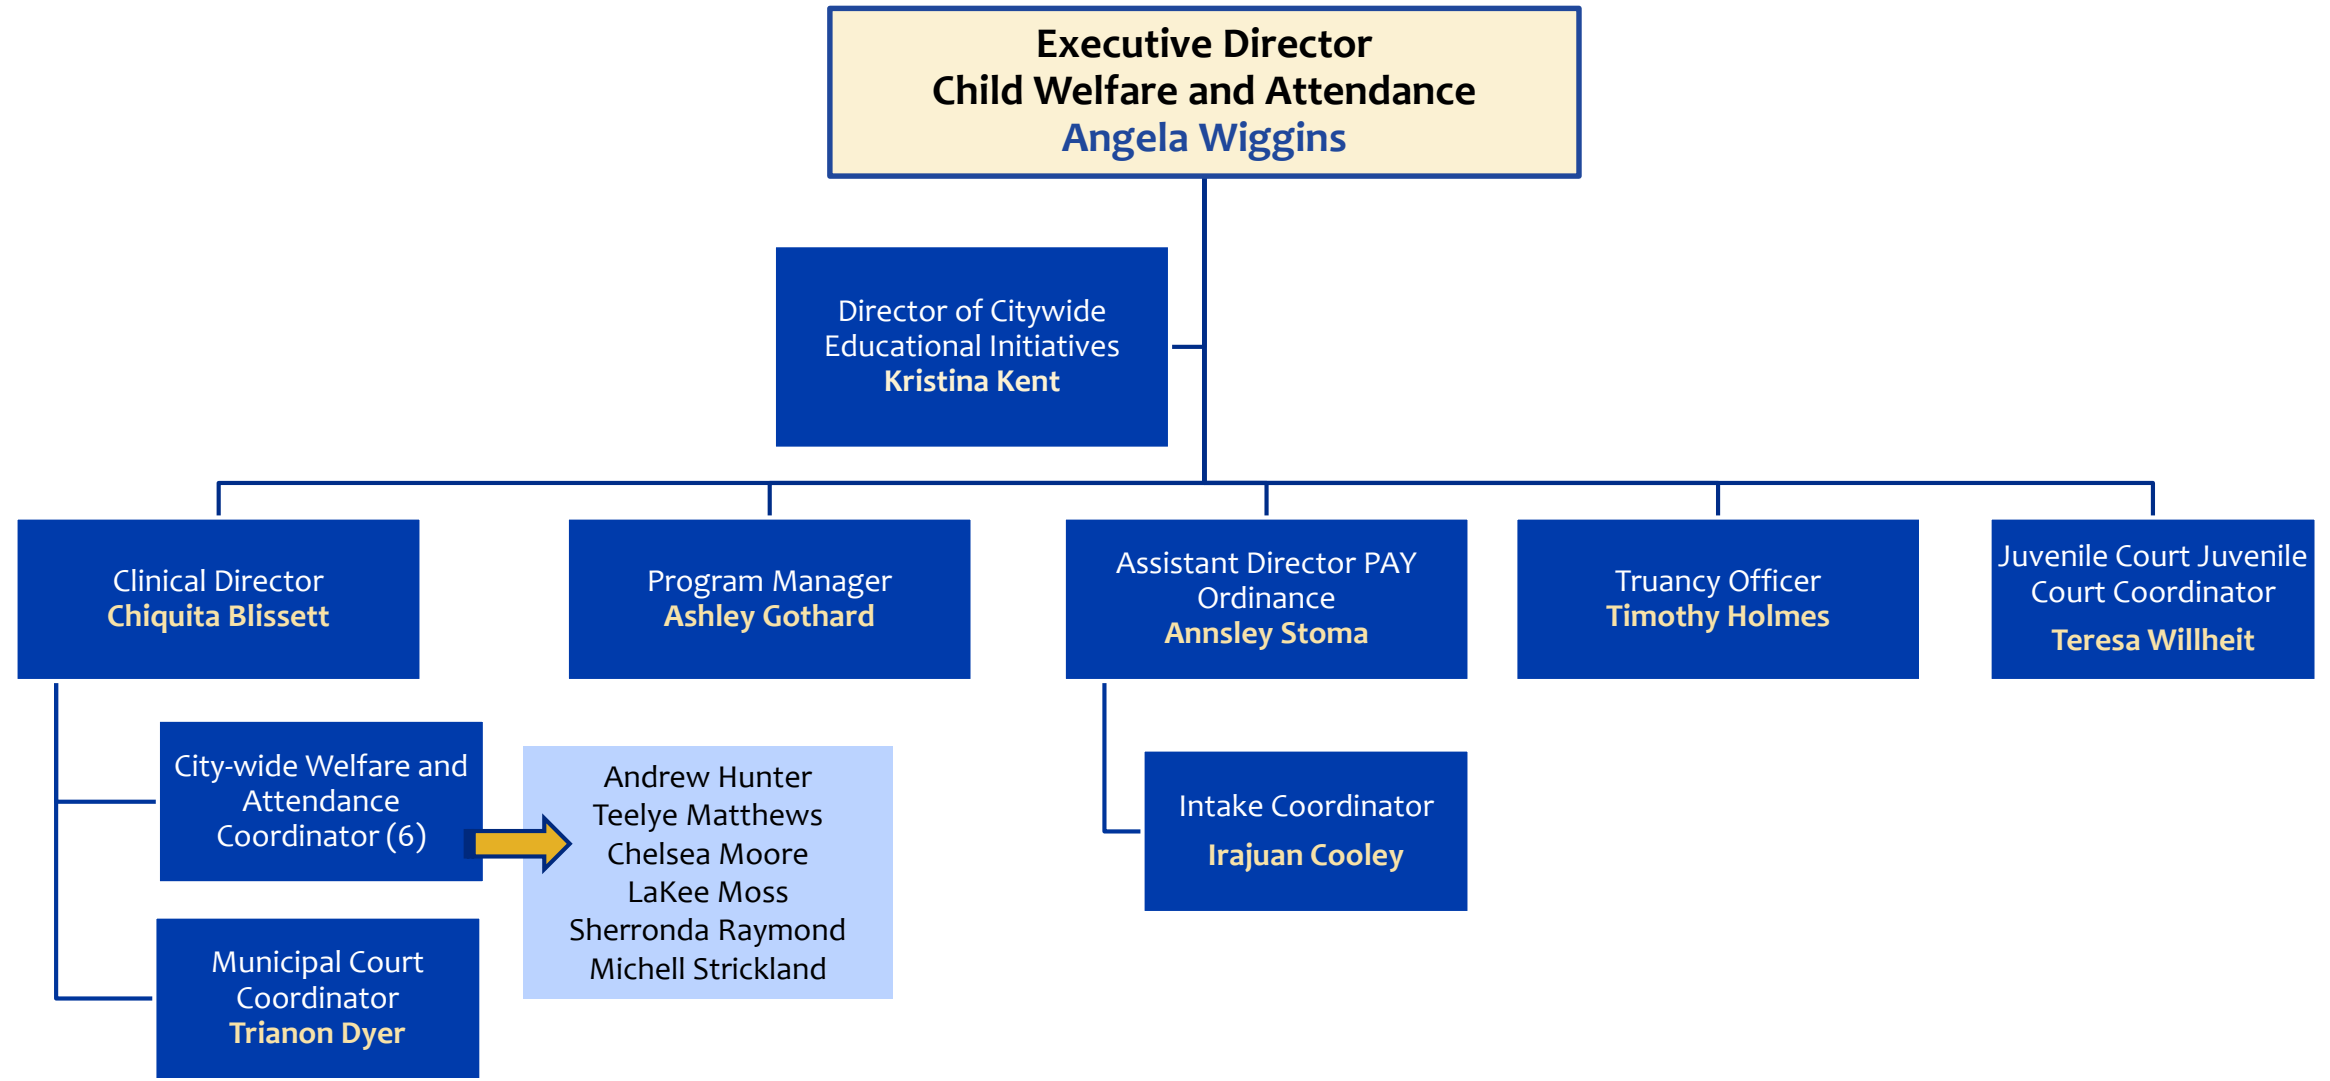 Executive Director
Child Welfare and Attendance
Angela Wiggins
Director of Citywide
Educational Initiatives
Kristina Kent
Clinical Director
Chiquita Blissett
Program Manager
Ashley Gothard
Assistant Director PAY
Ordinance
Annsley Stoma
Truancy Officer
Timothy Holmes
Juvenile Court Juvenile
Court Coordinator
Teresa Willheit
City-wide Welfare and
Attendance
Coordinator (6)
Andrew Hunter
Teelye Matthews
Chelsea Moore
LaKee Moss
Sherronda Raymond
Michell Strickland
Intake Coordinator
Irajuan Cooley
Municipal Court
Coordinator
Trianon Dyer